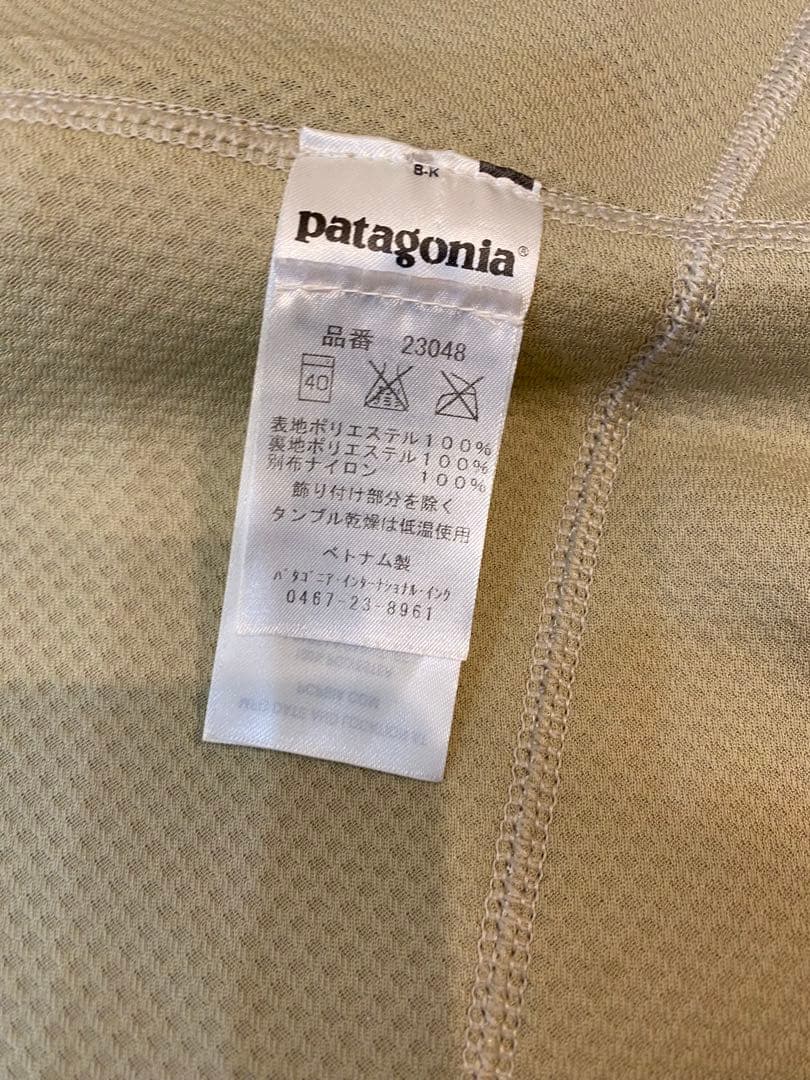 B-K
patagonia®
品番 23048
40
表地ポリエステル100%
裏地ポリエステル100%
別布ナイロン 100%
飾り付け部分を除く
タンブル乾燥は低温使用
ベトナム製
パタゴニア･インターナショナル･インク
0467-23-8961